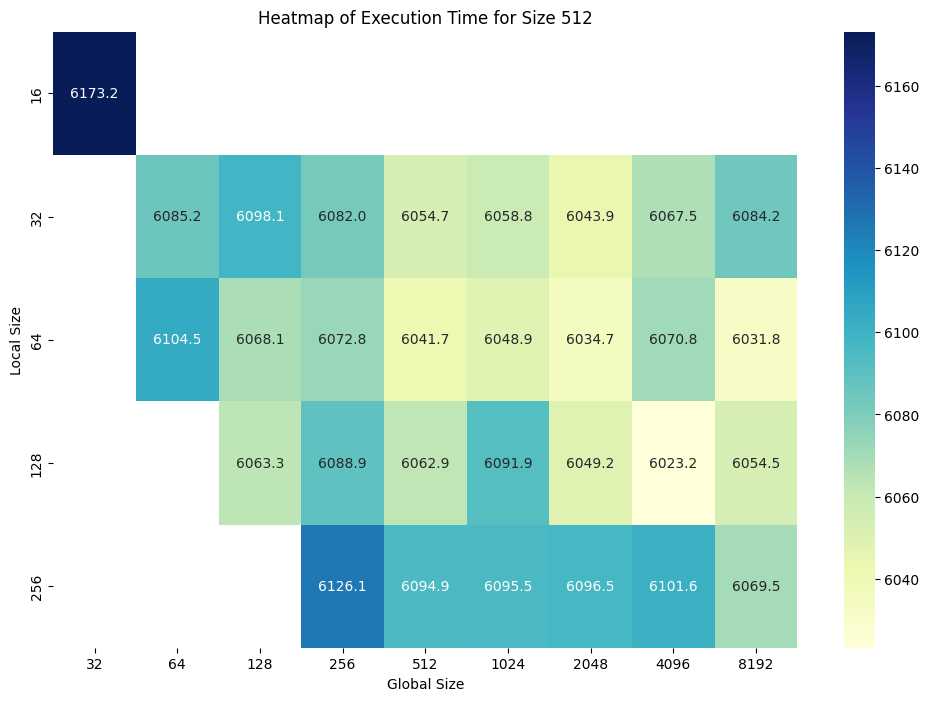 Heatmap of Execution Time for Size 512
Local Size
16
6173.2
32
6085.2 6098.1 6082.0 6054.7 6058.8 6043.9 6067.5 6084.2
64
6104.5 6068.1 6072.8 6041.7 6048.9 6034.7 6070.8 6031.8
128
6063.3 6088.9 6062.9 6091.9 6049.2 6023.2 6054.5
256
6126.1 6094.9 6095.5 6096.5 6101.6 6069.5
32 64 128 256 512 1024 2048 4096 8192
Global Size
6160
6140
6120
6100
6080
6060
6040